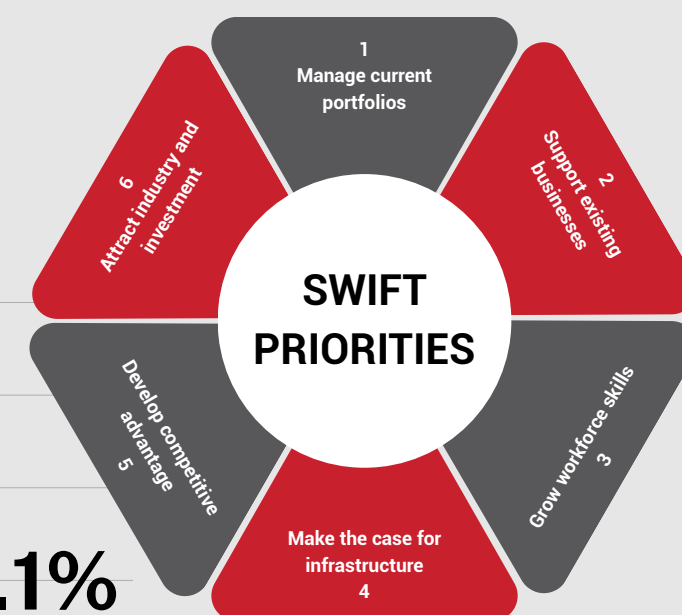 1
Manage current
portfolios
2
Support existing
businesses
Grow workforce skills
3
Make the case for
infrastructure
4
Develop competitive
advantage
5
6
Attract industry and
investment
SWIFT
PRIORITIES
.1%